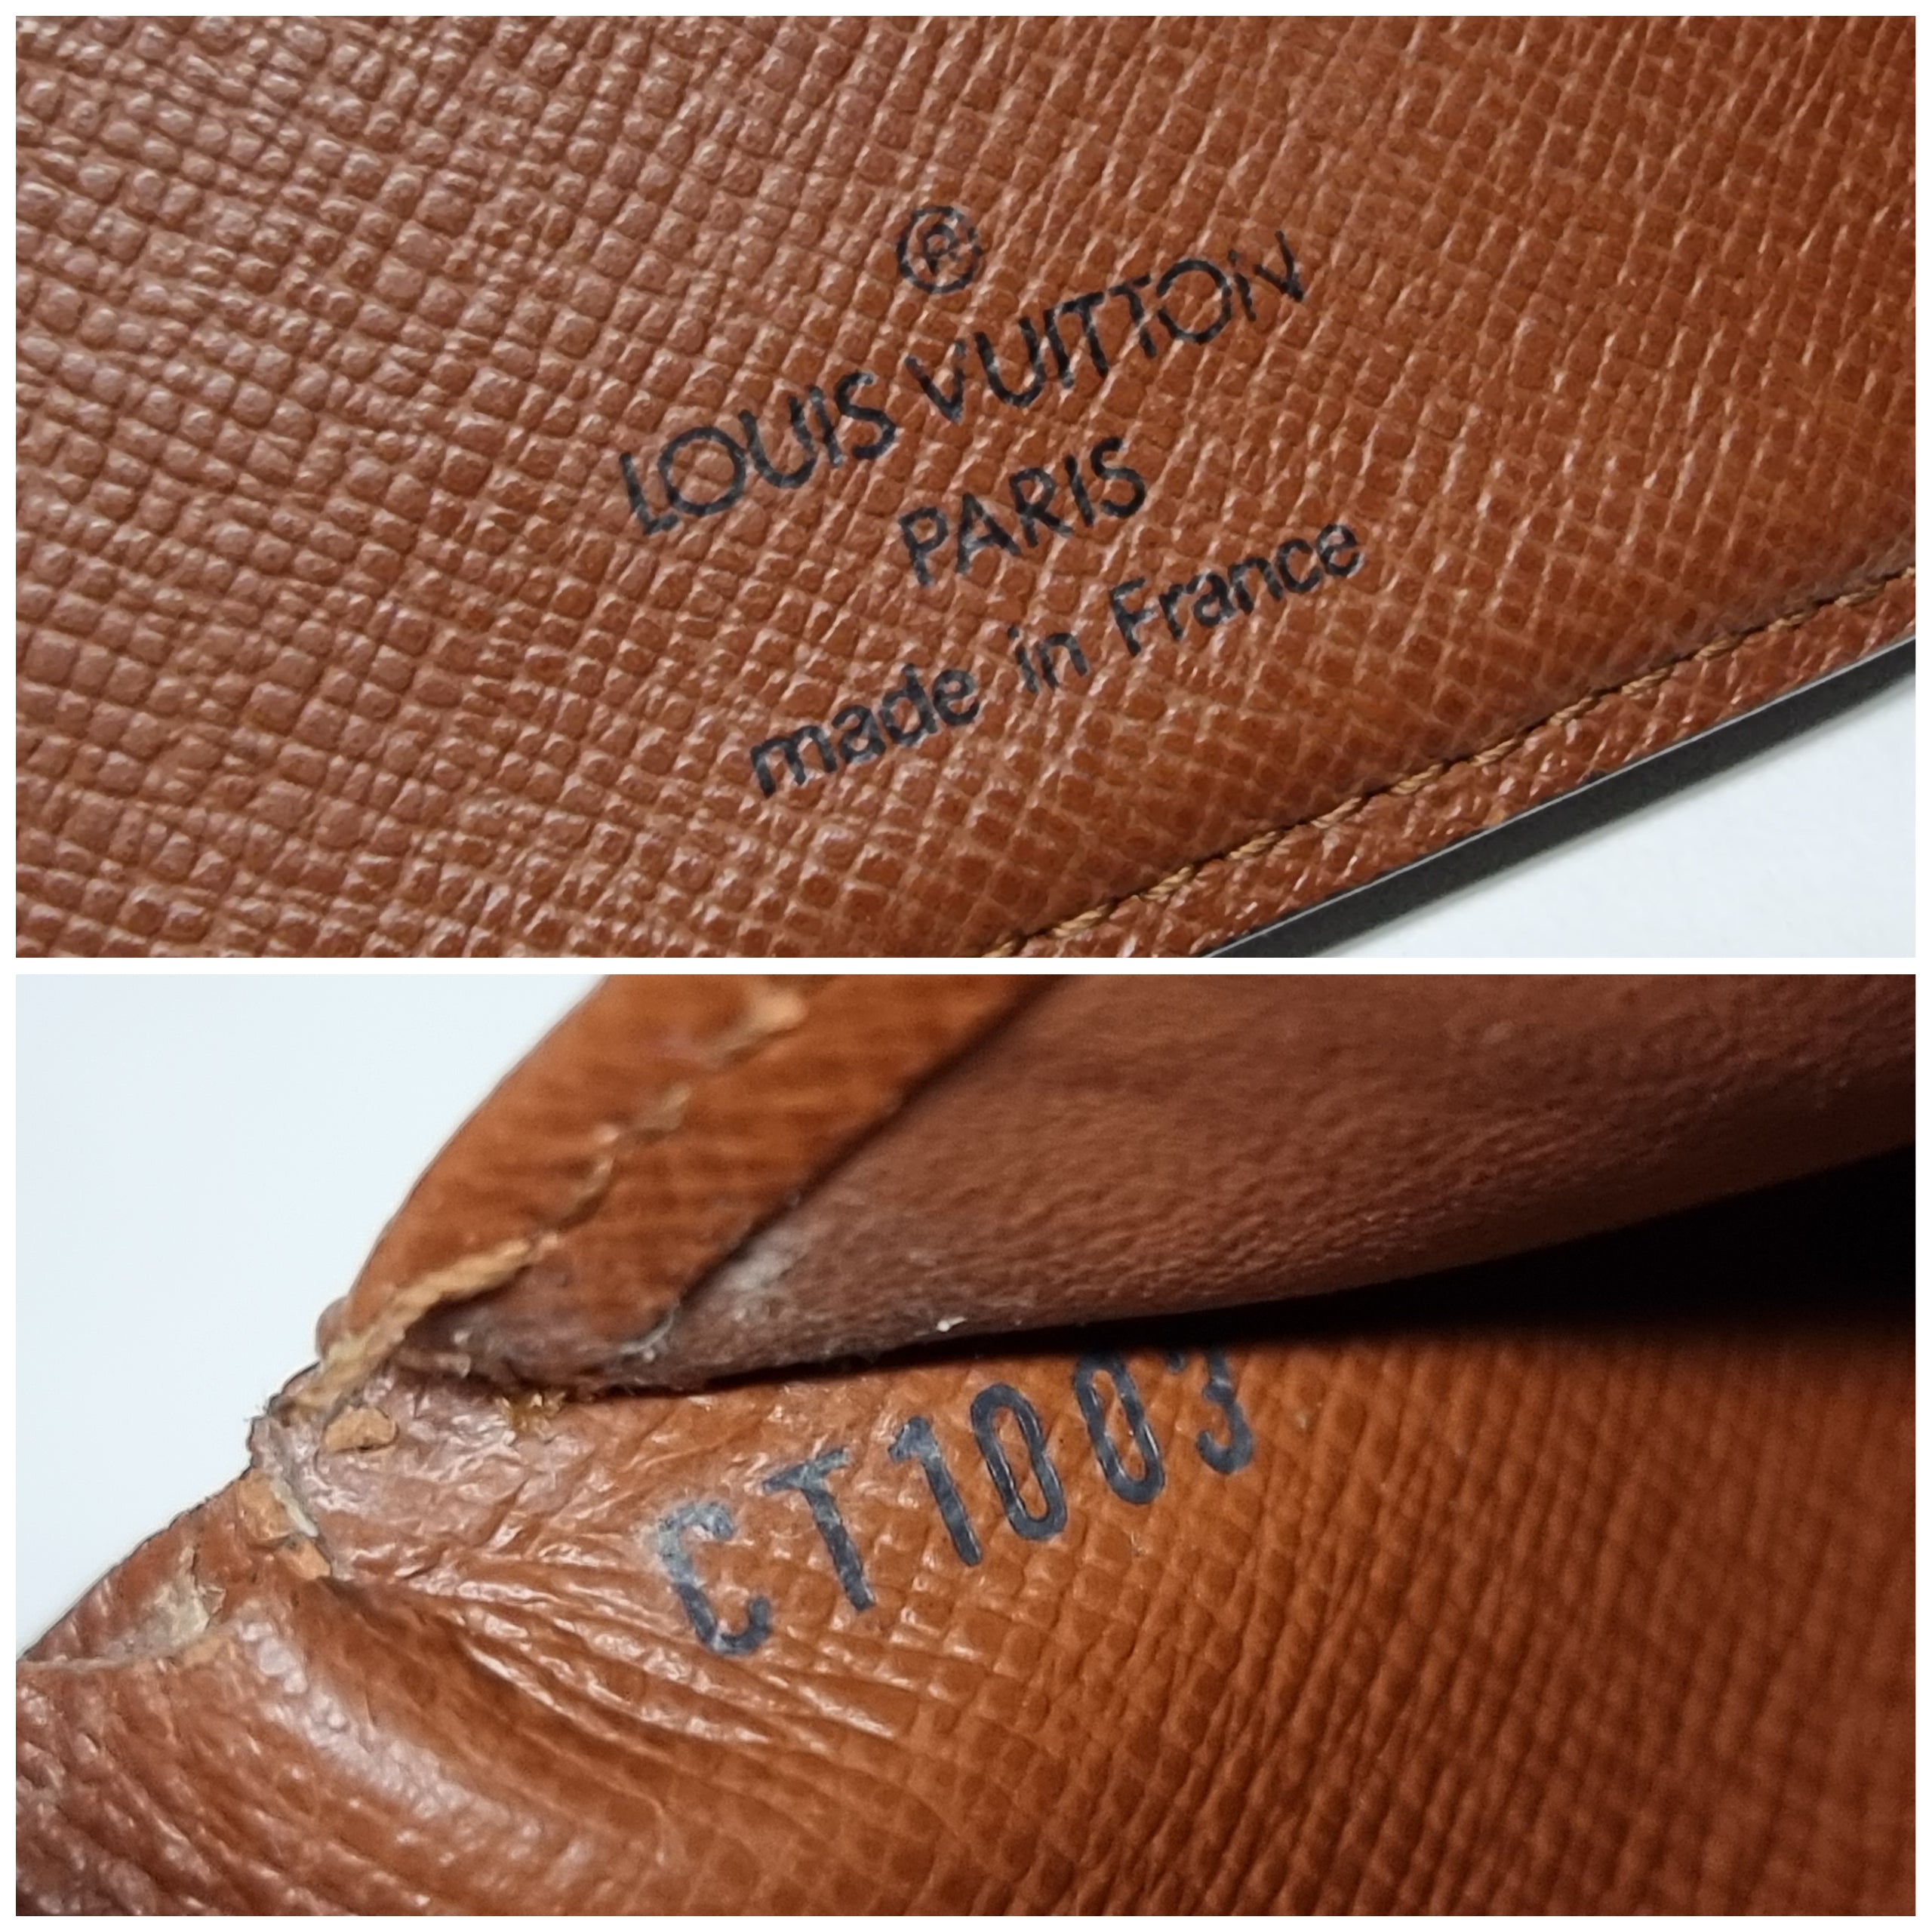 ®
LOUIS VUITTON
PARIS
made in France
CT1003